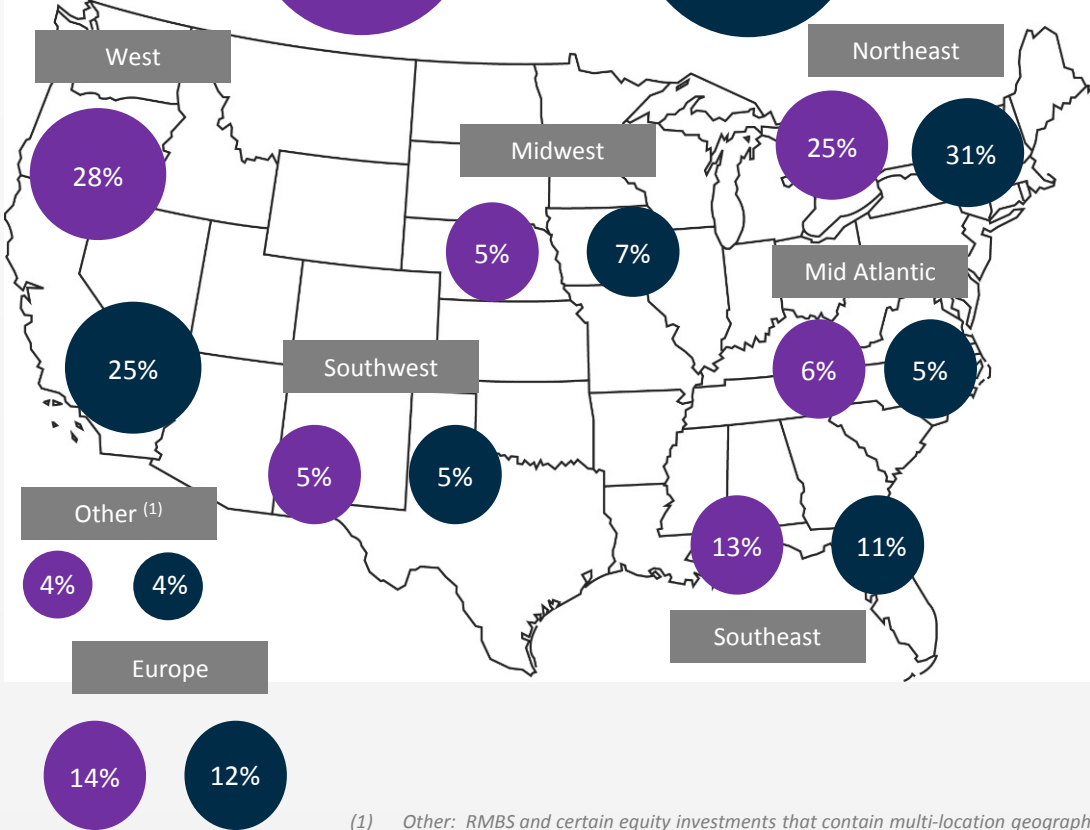 West
28%
25%
Midwest
5%
7%
Northeast
25%
31%
Mid Atlantic
6%
5%
Southwest
5%
5%
Southeast
13%
11%
Other (1)
4%
4%
Europe
14%
12%
(1) Other: RMBS and certain equity investments that contain multi-location